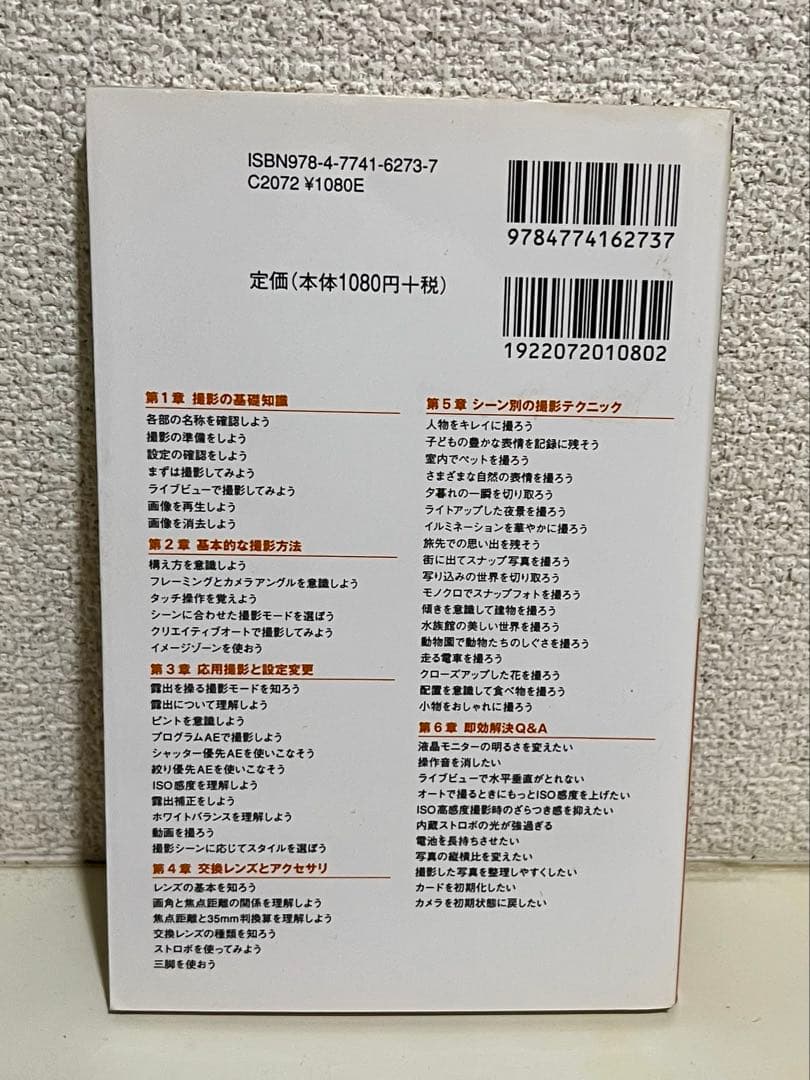 ISBN978-4-7741-6273-7
C2072 ¥1080E
9784774162737
定価(本体1080円+税)
1922072010802
第1章 撮影の基礎知識
各部の名称を確認しよう
撮影の準備をしよう
設定の確認をしよう
まずは撮影してみよう
ライブビューで撮影してみよう
画像を再生しよう
画像を消去しよう
第2章 基本的な撮影方法
構え方を意識しよう
フレーミングとカメラアングルを意識しよう
タッチ操作を覚えよう
シーンに合わせた撮影モードを選ぼう
クリエイティブオートで撮影してみよう
イメージゾーンを使おう
第3章 応用撮影と設定変更
露出を操る撮影モードを知ろう
露出について理解しよう
ピントを意識しよう
プログラムAEで撮影しよう
シャッター優先AEを使いこなそう
絞り優先AEを使いこなそう
ISO感度を理解しよう
露出補正をしよう
ホワイトバランスを理解しよう
動画を撮ろう
撮影シーンに応じてスタイルを選ぼう
第4章 交換レンズとアクセサリ
レンズの基本を知ろう
画角と焦点距離の関係を理解しよう
焦点距離と35mm判換算を理解しよう
交換レンズの種類を知ろう
ストロボを使ってみよう
三脚を使おう
第5章 シーン別の撮影テクニック
人物をキレイに撮ろう
子どもの豊かな表情を記録に残そう
室内でペットを撮ろう
さまざまな自然の表情を撮ろう
夕暮れの一瞬を切り取ろう
ライトアップした夜景を撮ろう
イルミネーションを華やかに撮ろう
旅先での思い出を残そう
街に出てスナップ写真を撮ろう
写り込みの世界を切り取ろう
モノクロでスナップフォトを撮ろう
傾きを意識して建物を撮ろう
水族館の美しい世界を撮ろう
動物園で動物たちのしぐさを撮ろう
走る電車を撮ろう
クローズアップした花を撮ろう
配置を意識して食べ物を撮ろう
小物をおしゃれに撮ろう
第6章 即効解決Q&A
液晶モニターの明るさを変えたい
操作音を消したい
ライブビューで水平垂直がとれない
オートで撮るときにもっとISO感度を上げたい
ISO高感度撮影時のざらつき感を抑えたい
内蔵ストロボの光が強過ぎる
電池を長持ちさせたい
写真の縦横比を変えたい
撮影した写真を整理しやすくしたい
カードを初期化したい
カメラを初期状態に戻したい